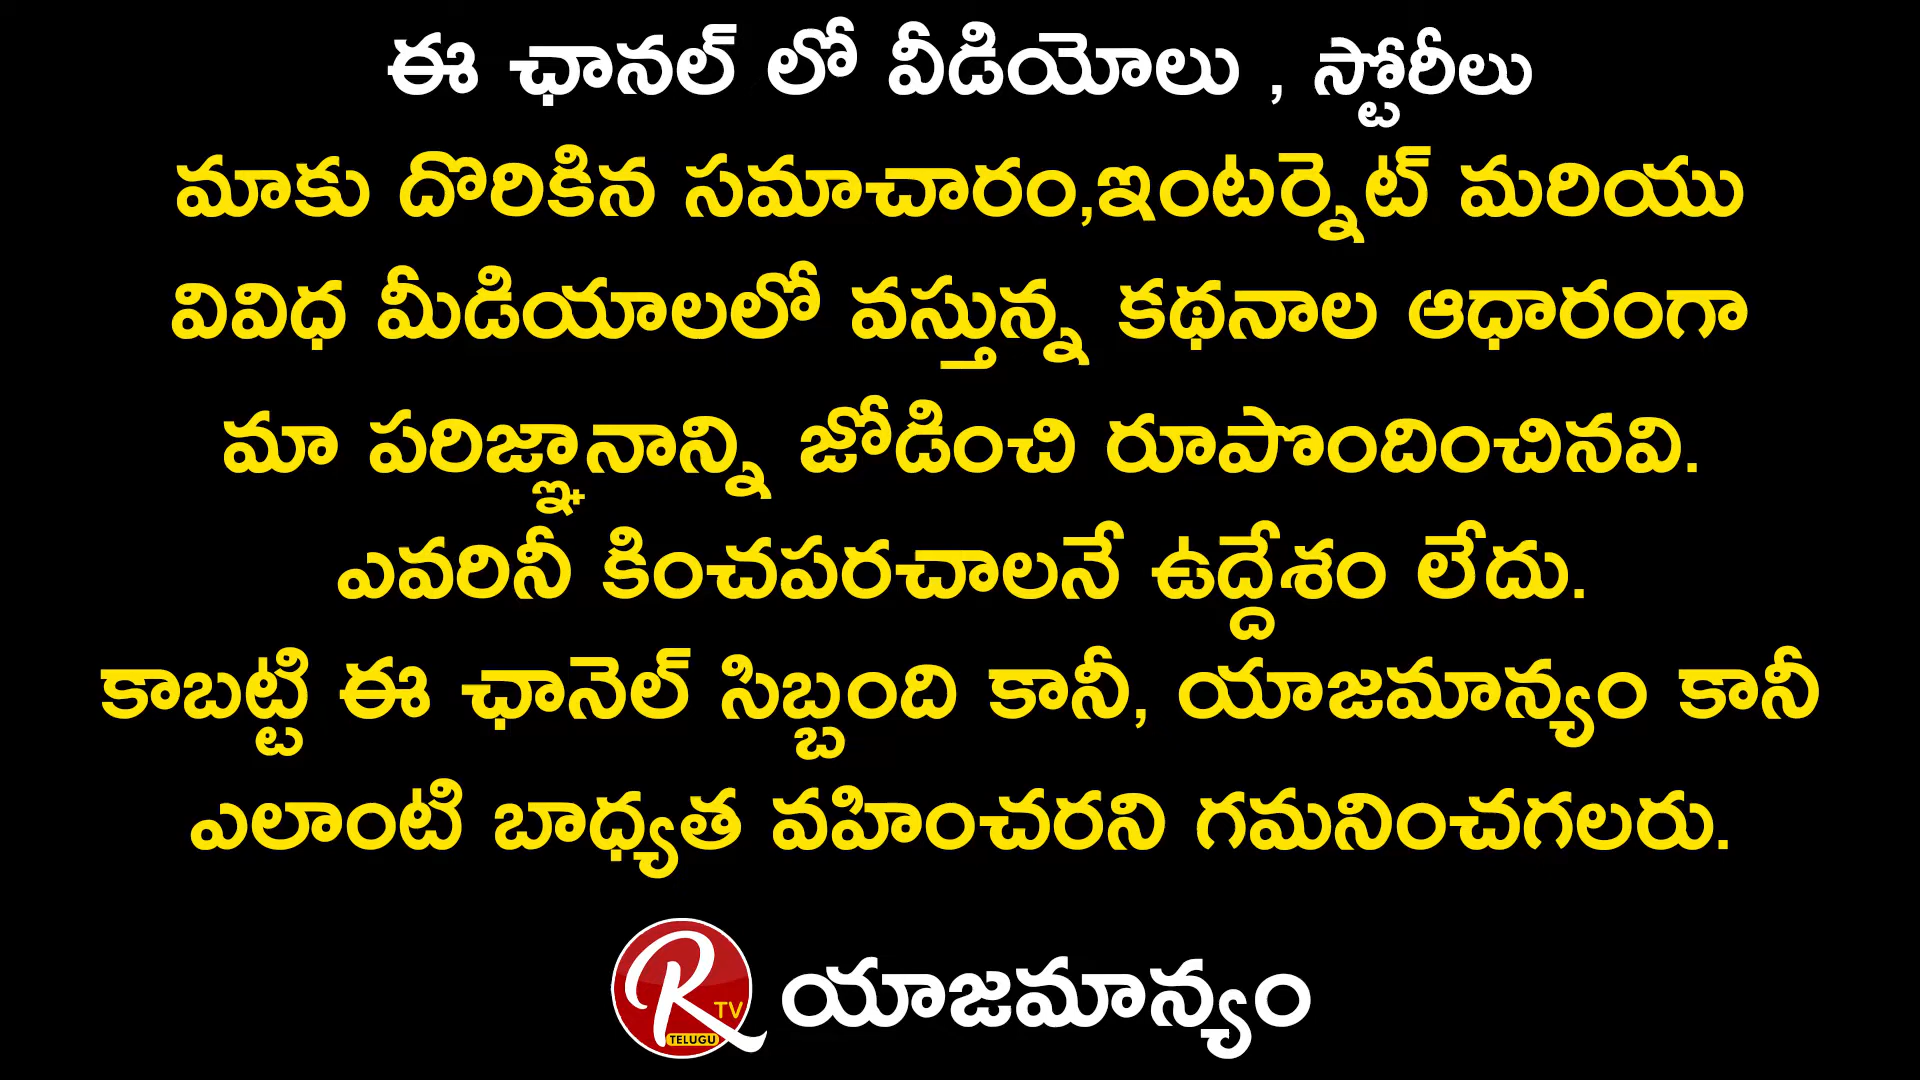 ఈ ఛానల్ లో వీడియోలు , స్టోరీలు
మాకు దొరికిన సమాచారం,ఇంటర్నెట్ మరియు
వివిధ మీడియాలలో వస్తున్న కథనాల ఆధారంగా
మా పరిజ్ఞానాన్ని జోడించి రూపొందించినవి.
ఎవరినీ కించపరచాలనే ఉద్దేశం లేదు.
కాబట్టి ఈ ఛానెల్ సిబ్బంది కానీ, యాజమాన్యం కానీ
ఎలాంటి బాధ్యత వహించరని గమనించగలరు.
R TV TELUGU యాజమాన్యం